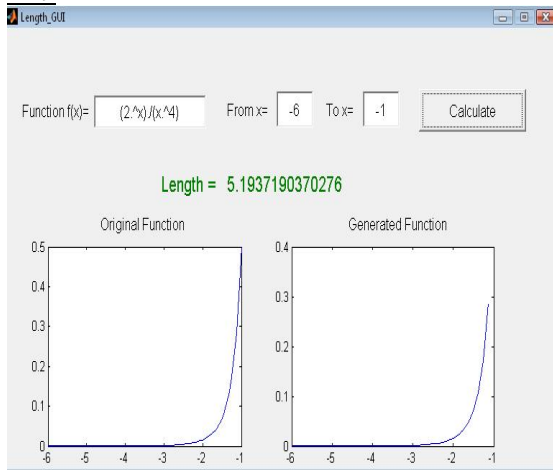 Length_GUI
Function f(x)= (2.^x)./(x.^4) From x= -6 To x= -1 Calculate
Length = 5.1937190370276
Original Function Generated Function
0.5
0.4
0.3
0.2
0.1
0
-6 -5 -4 -3 -2 -1
0.4
0.3
0.2
0.1
0
-6 -5 -4 -3 -2 -1